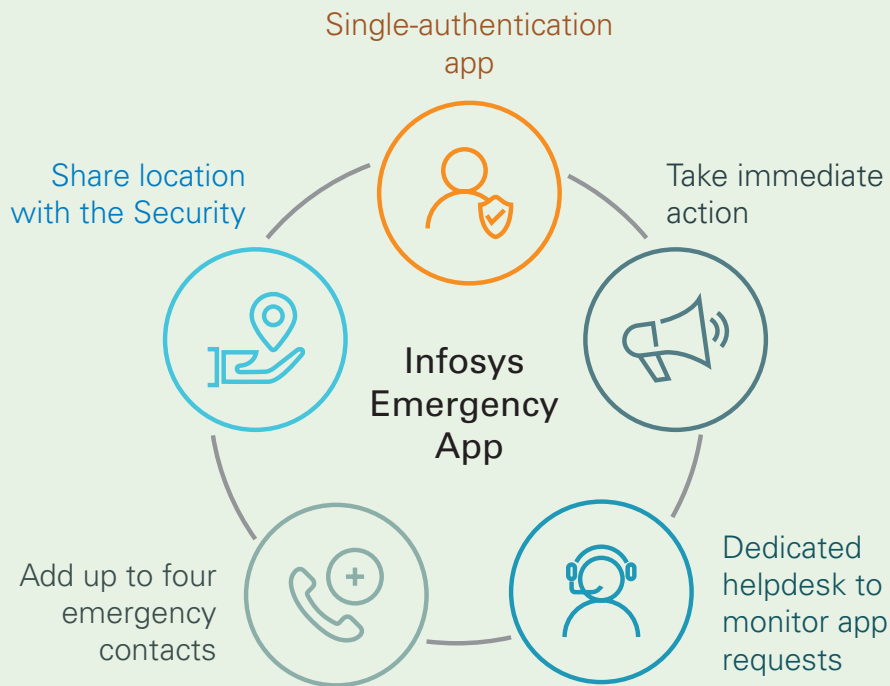 Single-authentication
app
Share location
with the Security
Take immediate
action
Infosys
Emergency
App
Add up to four
emergency
contacts
Dedicated
helpdesk to
monitor app
requests